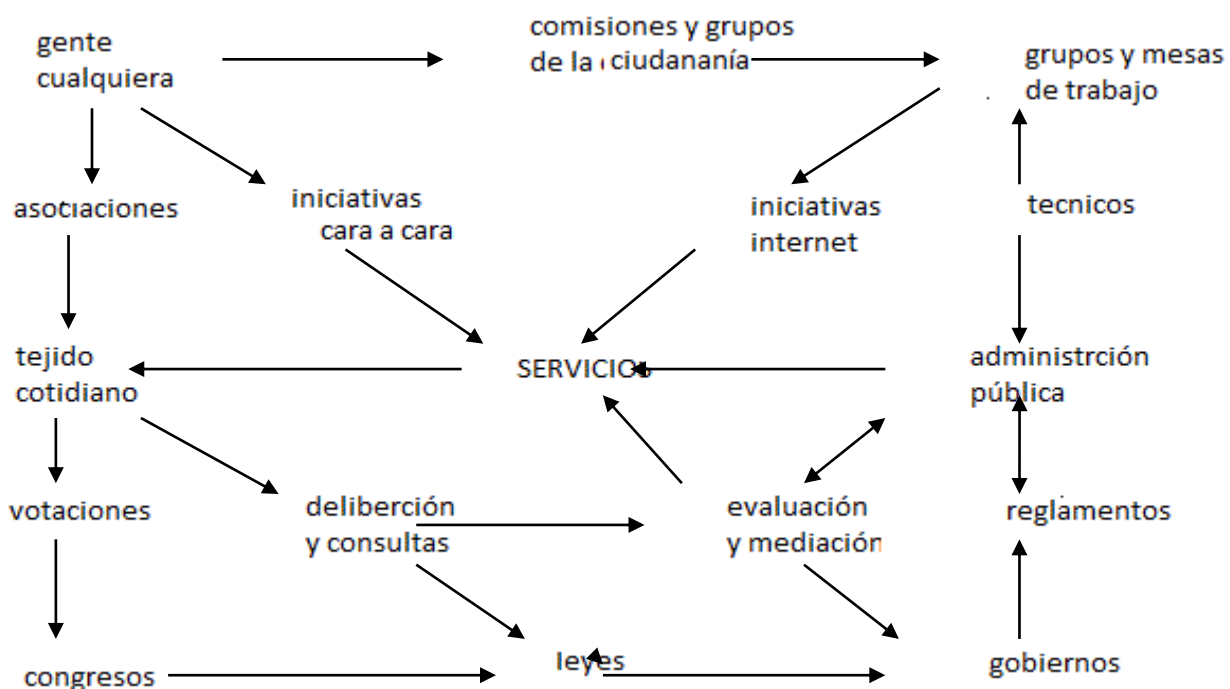 gente
cualquiera
comisiones y grupos
de la ciudananía
grupos y mesas
de trabajo
asociaciones
iniciativas
cara a cara
iniciativas
internet
tecnicos
tejido
cotidiano
SERVICIOS
administrción
pública
votaciones
deliberción
y consultas
evaluación
y mediación
reglamentos
congresos
leyes
gobiernos